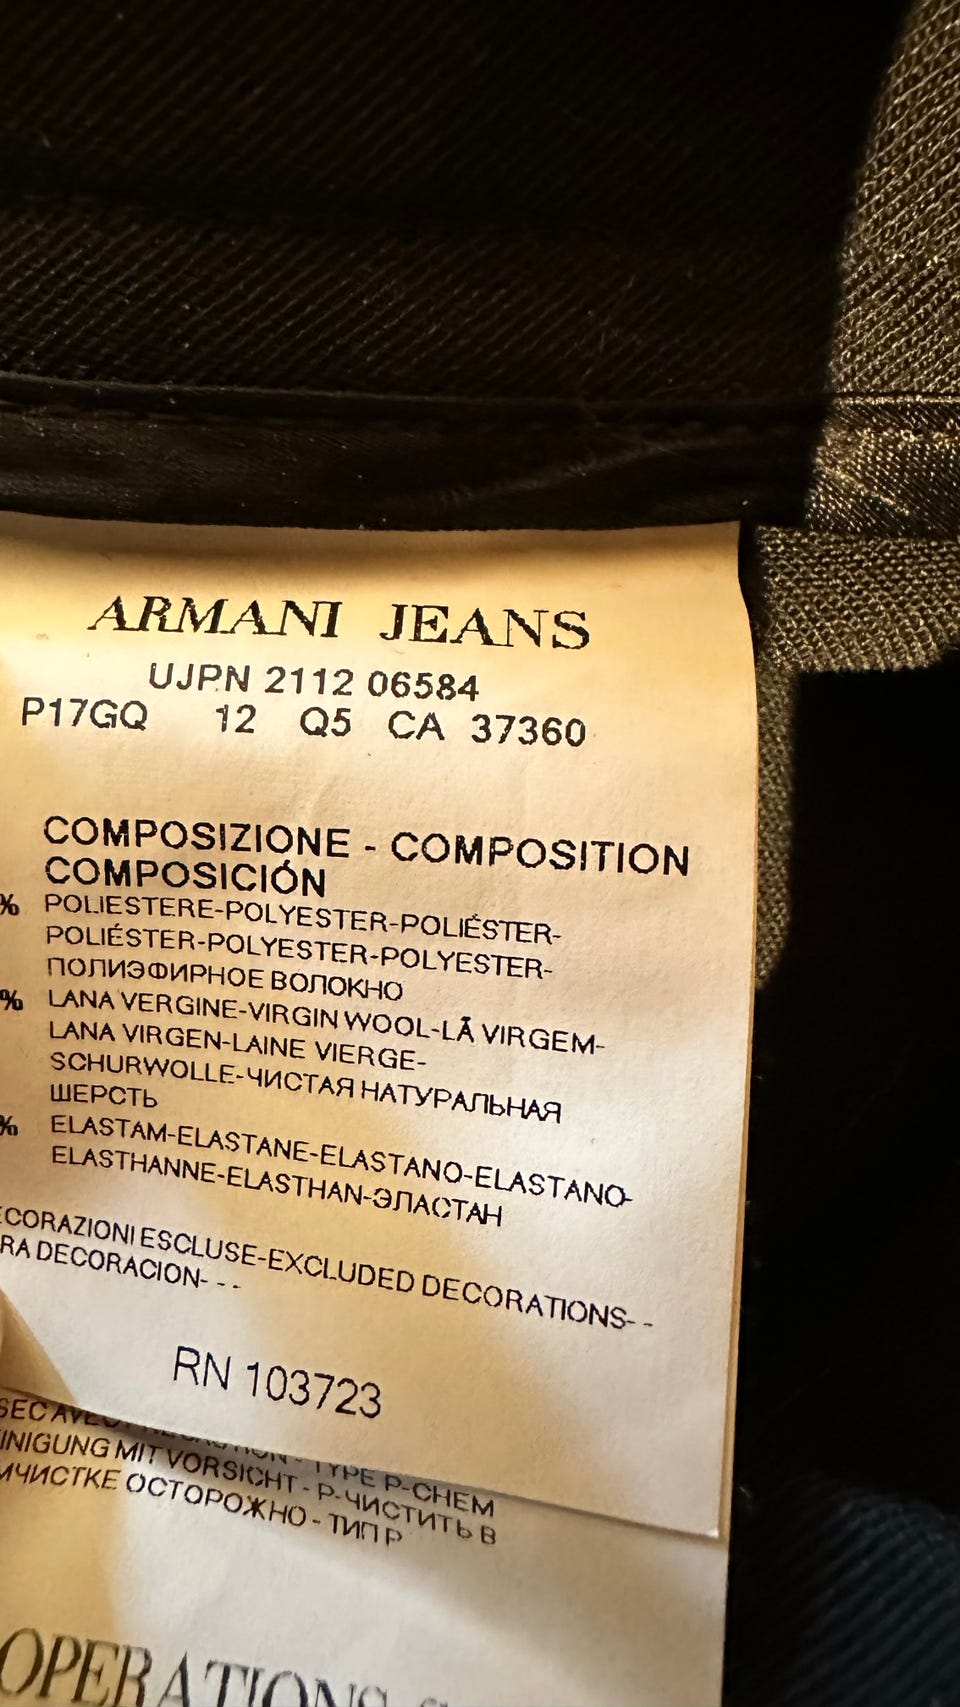 ARMANI JEANS
UJPN 2112 06584
P17GQ 12 Q5 CA 37360
COMPOSIZIONE - COMPOSITION
COMPOSICIÓN
% POLIESTERE-POLYESTER-POLIÉSTER-
POLIÉSTER-POLYESTER-POLYESTER-
ПОЛИЭФИРНОЕ ВОЛОКНО
% LANA VERGINE-VIRGIN WOOL-LÃ VIRGEM-
LANA VIRGEN-LAINE VIERGE-
SCHURWOLLE-ЧИСТАЯ НАТУРАЛЬНАЯ
ШЕРСТЬ
% ELASTAM-ELASTANE-ELASTANO-ELASTANO-
ELASTHANNE-ELASTHAN-ЭЛАСТАН
ECORAZIONI ESCLUSE-EXCLUDED DECORATIONS- -
RA DECORACION- - -
RN 103723
SEC - TYPE P-CHEM
INIGUNG MIT VORSICHT - P-ЧИСТИТЬ В
МЧИСТКЕ ОСТОРОЖНО - ТИП P
OPERATIONS